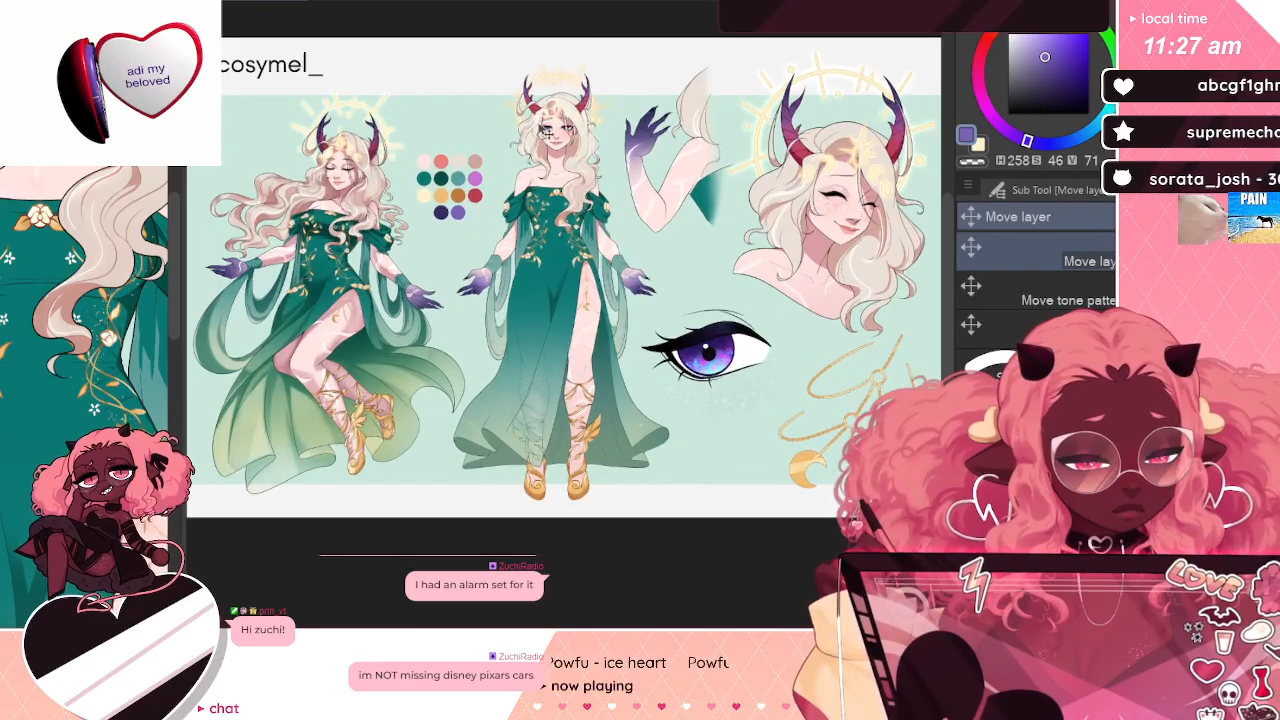 adi my
beloved
cosymel_
local time
11:27 am
abcgf1ghr
supremecha
sorata_josh - 30
PAIN
H 258 S 46 V 71
Sub Tool [Move laye
Move layer
Move lay
Move tone patte
ZuchiRadio
I had an alarm set for it
prin_vt
Hi zuchi!
ZuchiRadio
im NOT missing disney pixars cars
chat
Powfu - ice heart Powfu
now playing
LOVE